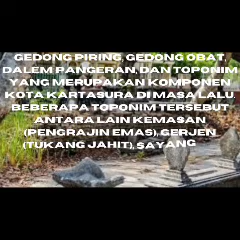 GEDONG PIRING, GEDONG OBAT,
DALEM PANGERAN, DAN TOPONIM
YANG MERUPAKAN KOMPONEN
KOTA KARTASURA DI MASA LALU.
BEBERAPA TOPONIM TERSEBUT
ANTARA LAIN KEMASAN
(PENGRAJIN EMAS), GERJEN
(TUKANG JAHIT), SAYANG